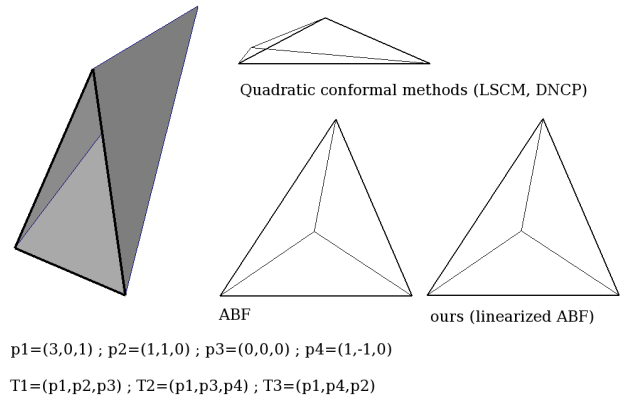 Quadratic conformal methods (LSCM, DNCP)
ABF
ours (linearized ABF)
p1=(3,0,1) ; p2=(1,1,0) ; p3=(0,0,0) ; p4=(1,-1,0)
T1=(p1,p2,p3) ; T2=(p1,p3,p4) ; T3=(p1,p4,p2)